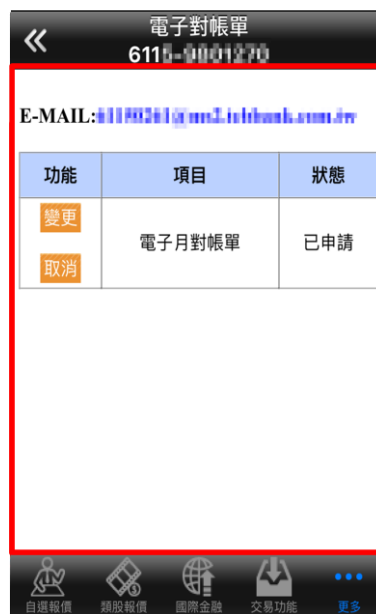 電子對帳單
611
E-MAIL:
功能 項目 狀態
變更
電子月對帳單 已申請
取消
自選報價 類股報價 國際金融 交易功能 更多